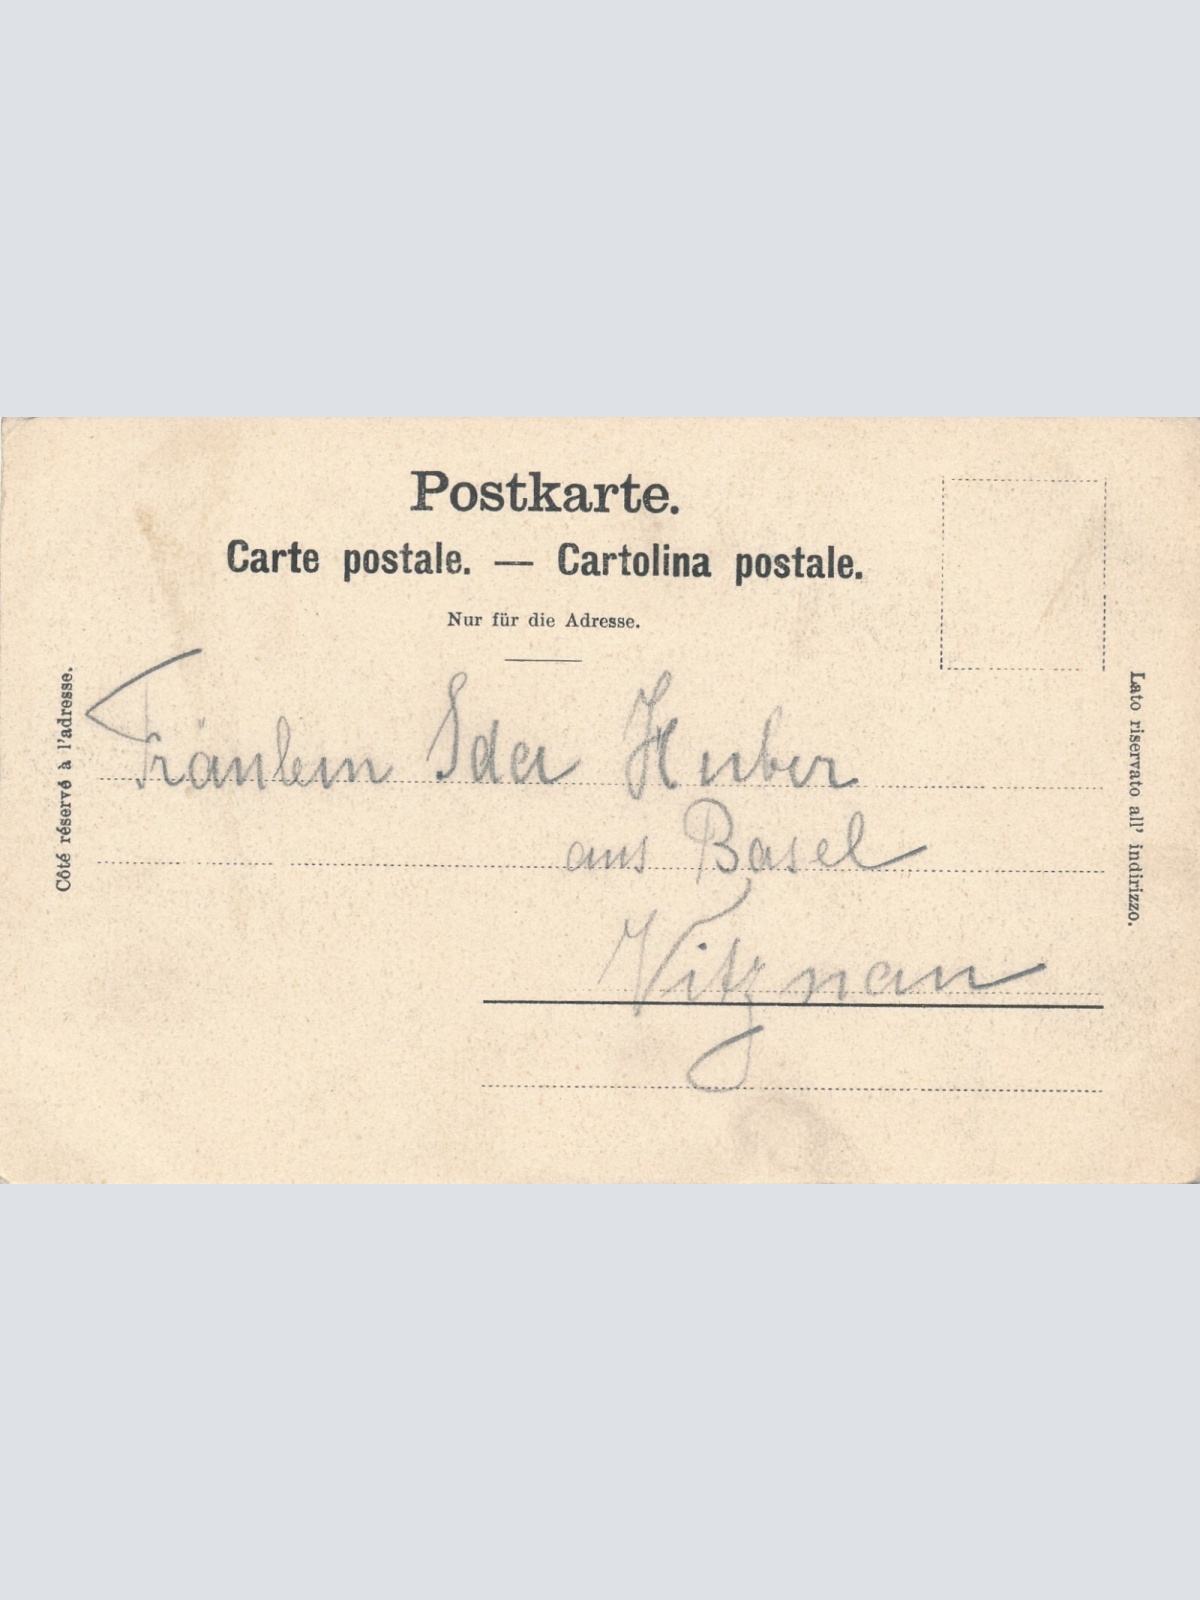 Postkarte.
Carte postale. — Cartolina postale.
Nur für die Adresse.
Côté réservé à l'adresse.
Lato riservato all' indirizzo.
Fräulein Ida Huber
aus Basel
Vitznau